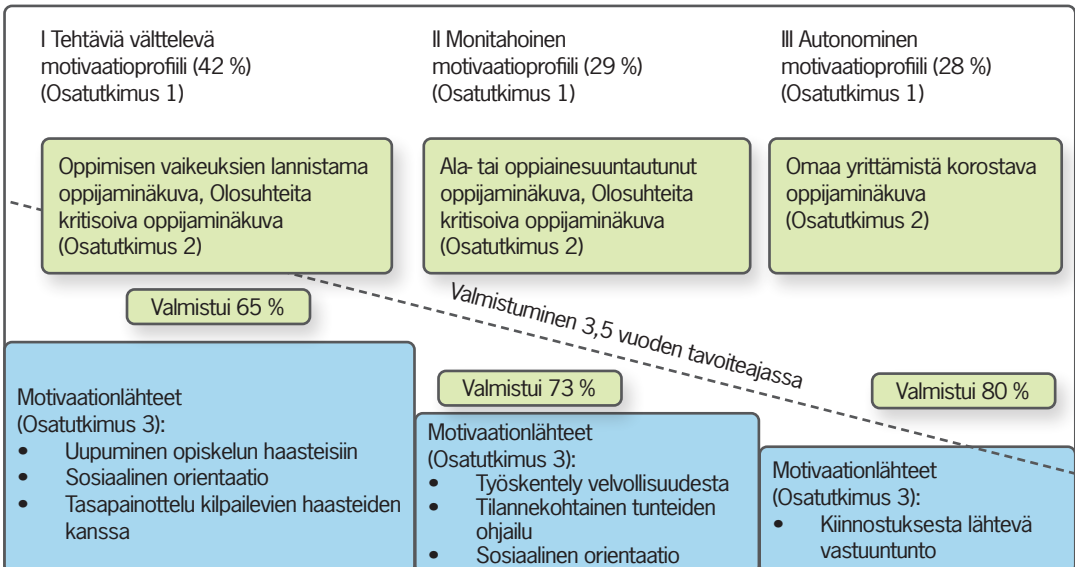 I Tehtäviä välttelevä
motivaatioprofiili (42 %)
(Osatutkimus 1)
II Monitahoinen
motivaatioprofiili (29 %)
(Osatutkimus 1)
III Autonominen
motivaatioprofiili (28 %)
(Osatutkimus 1)
Oppimisen vaikeuksien lannistama
oppijaminäkuva, Olosuhteita
kritisoiva oppijaminäkuva
(Osatutkimus 2)
Ala- tai oppiainesuuntautunut
oppijaminäkuva, Olosuhteita
kritisoiva oppijaminäkuva
(Osatutkimus 2)
Omaa yrittämistä korostava
oppijaminäkuva
(Osatutkimus 2)
Valmistui 65 %
Valmistuminen 3,5 vuoden tavoiteajassa
Valmistui 73 %
Valmistui 80 %
Motivaationlähteet
(Osatutkimus 3):
• Uupuminen opiskelun haasteisiin
• Sosiaalinen orientaatio
• Tasapainottelu kilpailevien haasteiden
kanssa
Motivaationlähteet
(Osatutkimus 3):
• Työskentely velvollisuudesta
• Tilannekohtainen tunteiden
ohjailu
• Sosiaalinen orientaatio
Motivaationlähteet
(Osatutkimus 3):
• Kiinnostuksesta lähtevä
vastuuntunto